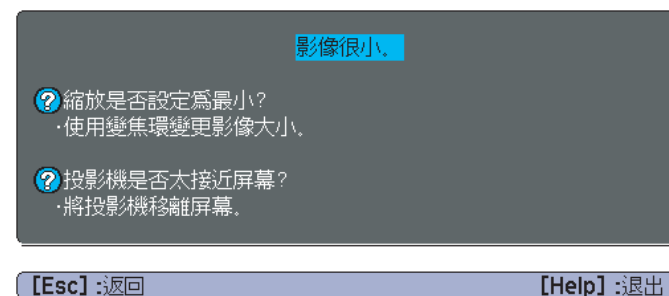 影像很小。
?縮放是否設定爲最小?
·使用變焦環變更影像大小。
?投影機是否太接近屏幕?
·將投影機移離屏幕。
[Esc] :返回 [Help] :退出